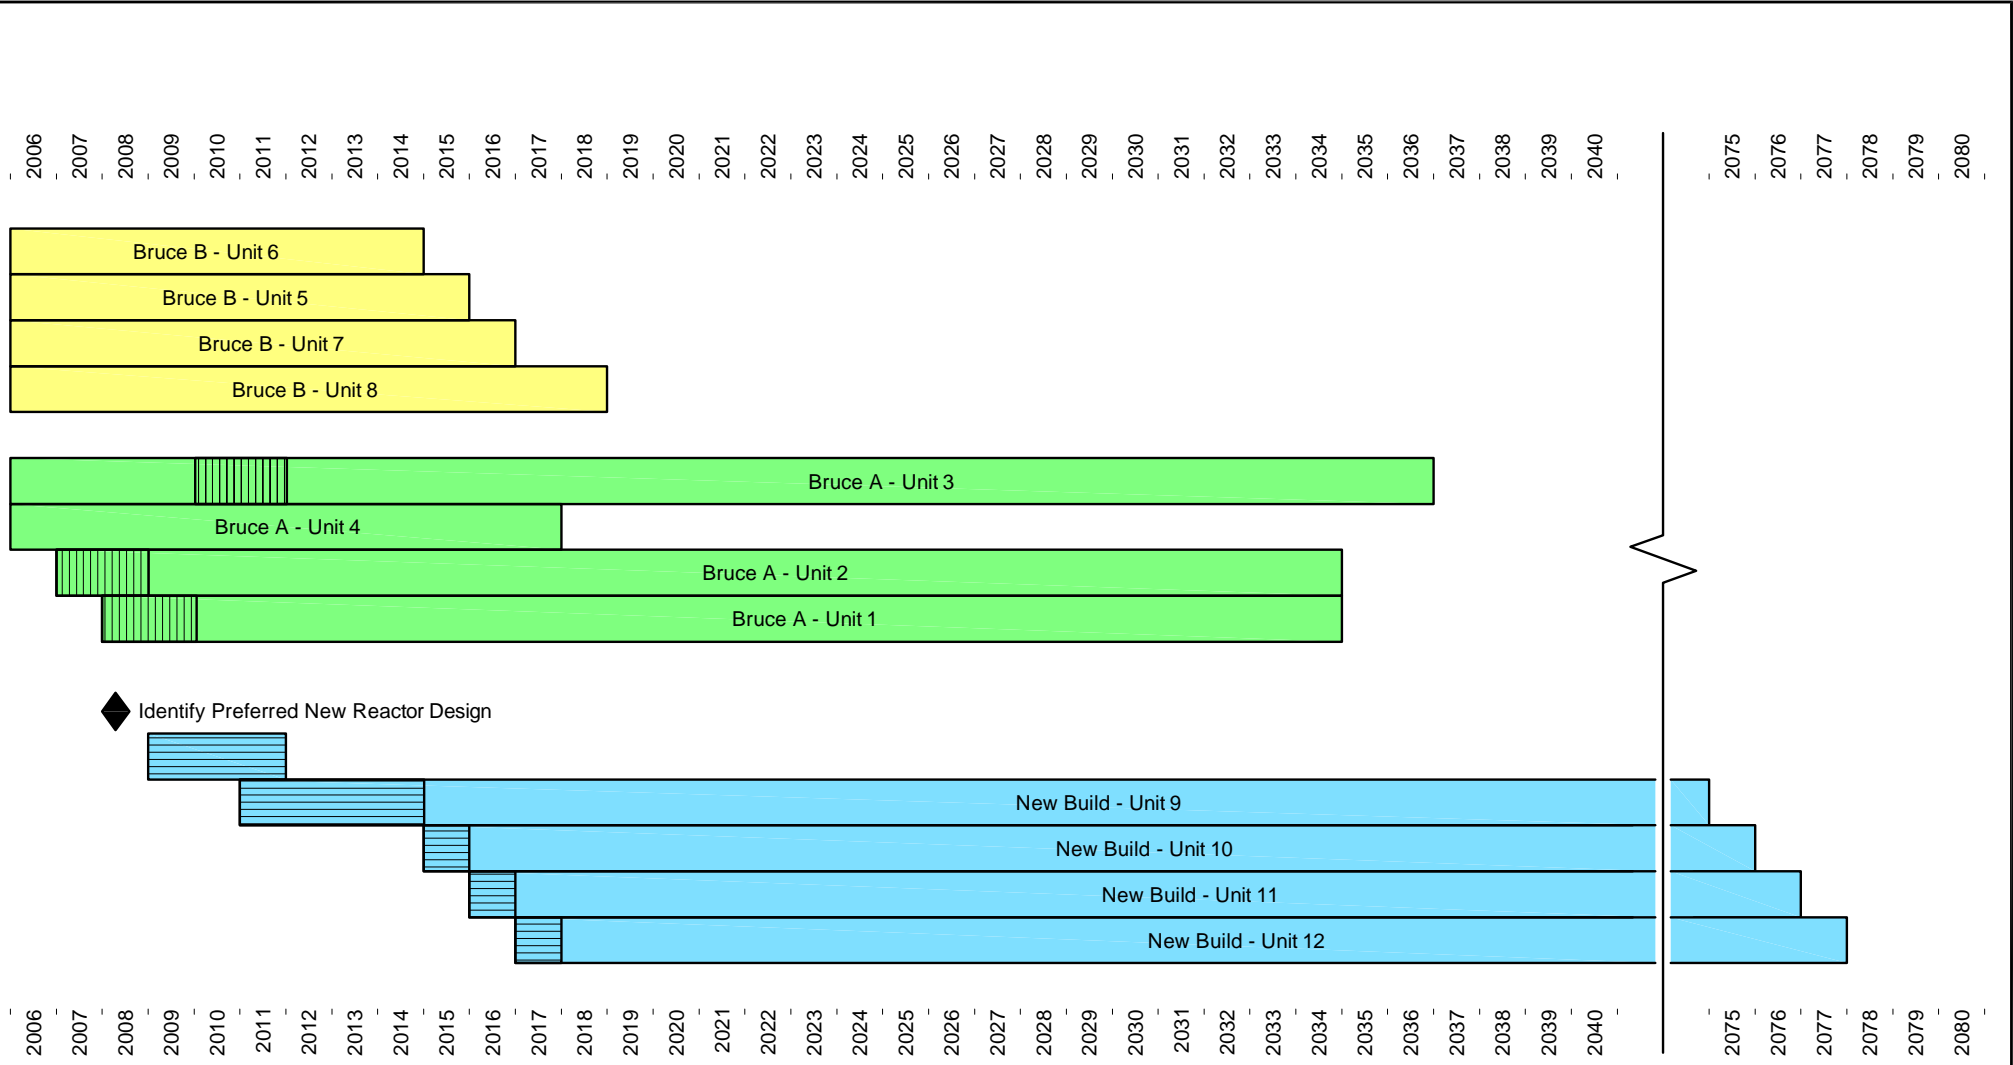 2006 2007 2008 2009 2010 2011 2012 2013 2014 2015 2016 2017 2018 2019 2020 2021 2022 2023 2024 2025 2026 2027 2028 2029 2030 2031 2032 2033 2034 2035 2036 2037 2038 2039 2040 2075 2076 2077 2078 2079 2080
Bruce B - Unit 6
Bruce B - Unit 5
Bruce B - Unit 7
Bruce B - Unit 8
Bruce A - Unit 3
Bruce A - Unit 4
Bruce A - Unit 2
Bruce A - Unit 1
Identify Preferred New Reactor Design
New Build - Unit 9
New Build - Unit 10
New Build - Unit 11
New Build - Unit 12
2006 2007 2008 2009 2010 2011 2012 2013 2014 2015 2016 2017 2018 2019 2020 2021 2022 2023 2024 2025 2026 2027 2028 2029 2030 2031 2032 2033 2034 2035 2036 2037 2038 2039 2040 2075 2076 2077 2078 2079 2080